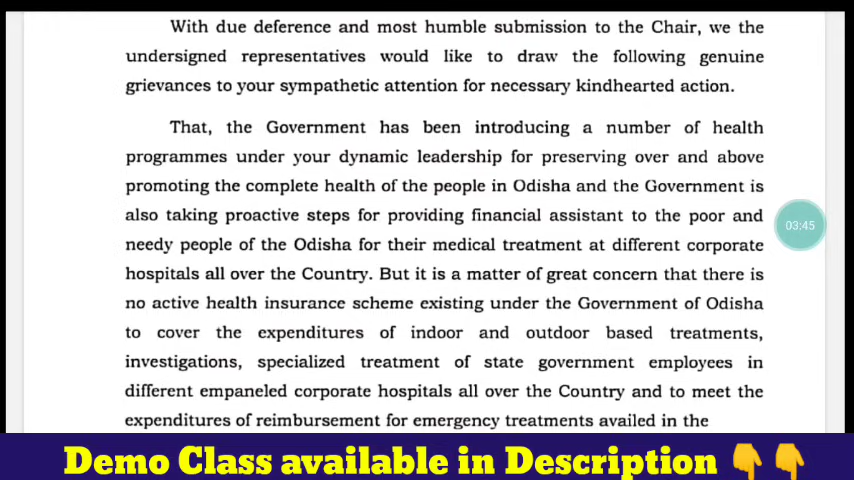 With due deference and most humble submission to the Chair, we the
undersigned representatives would like to draw the following genuine
grievances to your sympathetic attention for necessary kindhearted action.
That, the Government has been introducing a number of health
programmes under your dynamic leadership for preserving over and above
promoting the complete health of the people in Odisha and the Government is
also taking proactive steps for providing financial assistant to the poor and
needy people of the Odisha for their medical treatment at different corporate
hospitals all over the Country. But it is a matter of great concern that there is
no active health insurance scheme existing under the Government of Odisha
to cover the expenditures of indoor and outdoor based treatments,
investigations, specialized treatment of state government employees in
different empaneled corporate hospitals all over the Country and to meet the
expenditures of reimbursement for emergency treatments availed in the
03:45
Demo Class available in Description 👇👇